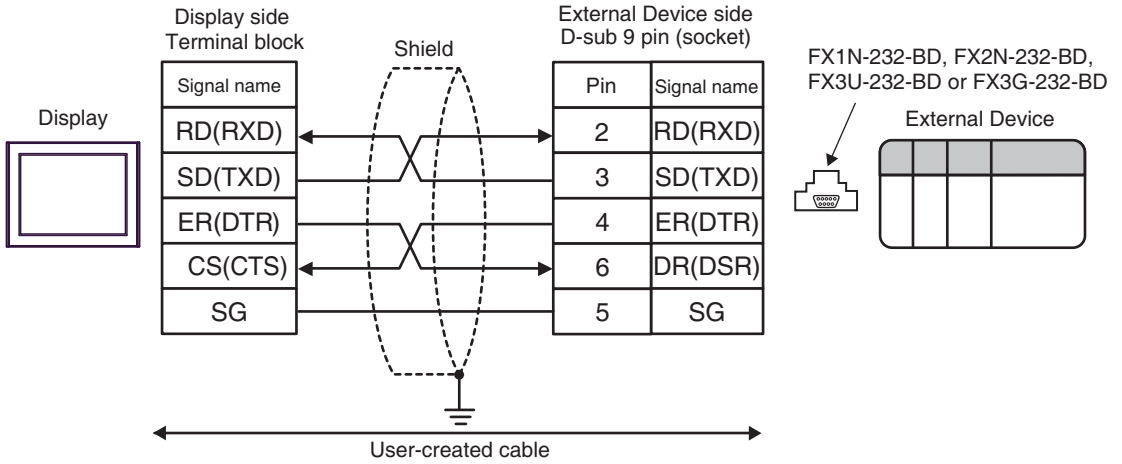 Display side
Terminal block
Shield
External Device side
D-sub 9 pin (socket)
FX1N-232-BD, FX2N-232-BD,
FX3U-232-BD or FX3G-232-BD
Display
External Device
Signal name
Pin
Signal name
RD(RXD)
2
RD(RXD)
SD(TXD)
3
SD(TXD)
ER(DTR)
4
ER(DTR)
CS(CTS)
6
DR(DSR)
SG
5
SG
User-created cable